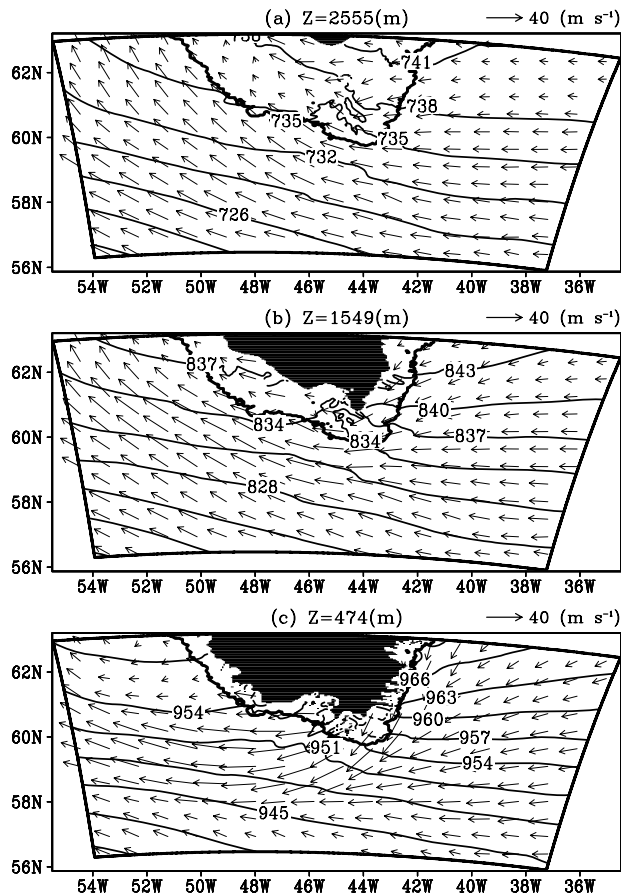 (a) Z=2555(m) 40 (m s⁻¹)
62N
60N
58N
56N
741
738
735
735
732
726
54W 52W 50W 48W 46W 44W 42W 40W 38W 36W
(b) Z=1549(m) 40 (m s⁻¹)
62N
60N
58N
56N
837
843
840
834
834
837
828
54W 52W 50W 48W 46W 44W 42W 40W 38W 36W
(c) Z=474(m) 40 (m s⁻¹)
62N
60N
58N
56N
966
963
954
960
957
951
954
945
54W 52W 50W 48W 46W 44W 42W 40W 38W 36W